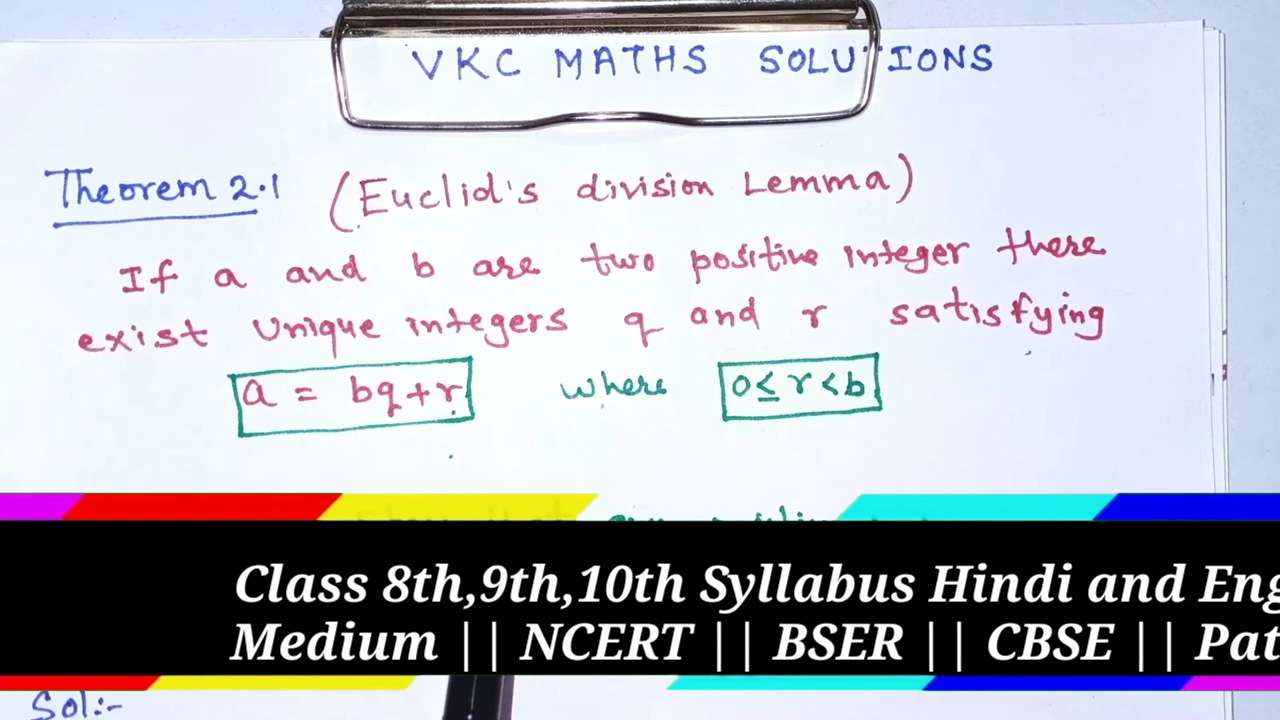 VKC MATHS SOLUTIONS
Theorem 2.1 (Euclid's division Lemma)
If a and b are two positive integer there
exist unique integers q and r satisfying
a = bq+r where 0≤r<b
Class 8th,9th,10th Syllabus Hindi and Eng
Medium || NCERT || BSER || CBSE || Pat
Sol:-